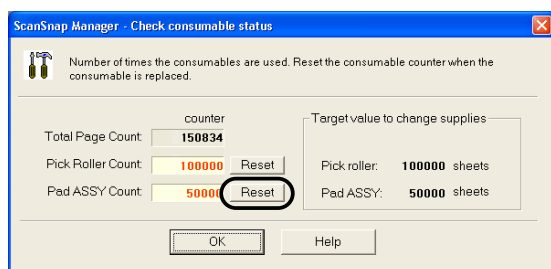 ScanSnap Manager - Check consumable status
Number of times the consumables are used. Reset the consumable counter when the
consumable is replaced.
counter
Target value to change supplies
Total Page Count: 150834
Pick Roller Count: 100000 Reset
Pick roller: 100000 sheets
Pad ASSY Count: 50000 Reset
Pad ASSY: 50000 sheets
OK
Help